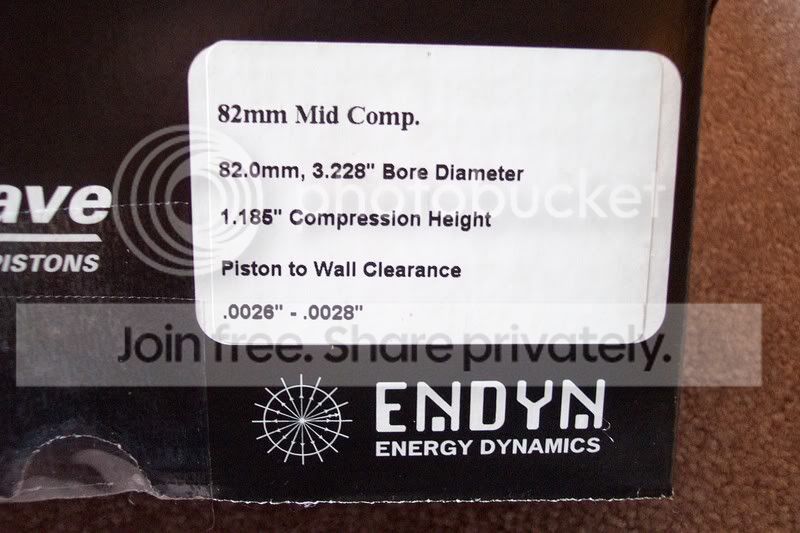 82mm Mid Comp.
82.0mm, 3.228" Bore Diameter
1.185" Compression Height
Piston to Wall Clearance
.0026" - .0028"
ave
PISTONS
photobucket
Join free. Share privately.
ENDYN
ENERGY DYNAMICS